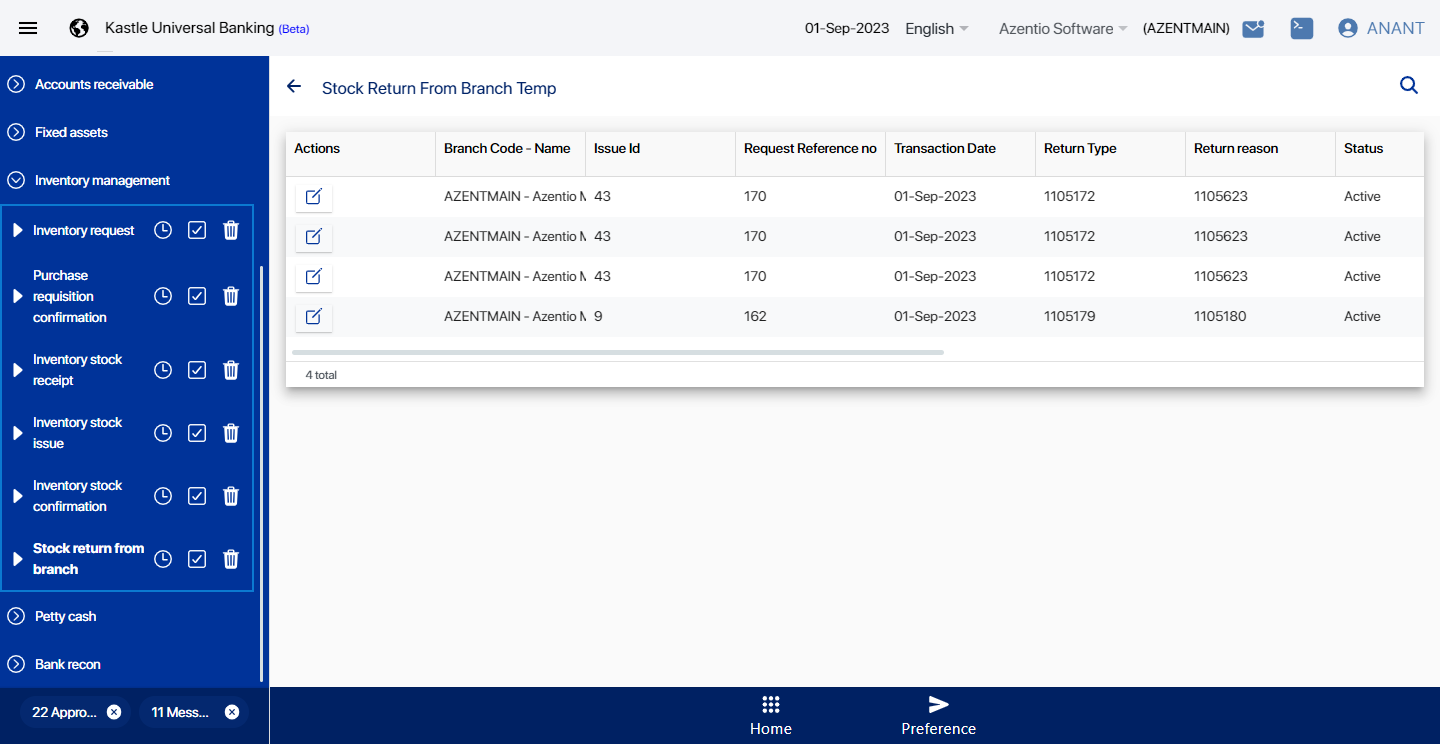 Kastle Universal Banking (Beta)
01-Sep-2023
English
Azentio Software
(AZENTMAIN)
ANANT
Accounts receivable
Fixed assets
Inventory management
Inventory request
Purchase
requisition
confirmation
Inventory stock
receipt
Inventory stock
issue
Inventory stock
confirmation
Stock return from
branch
Petty cash
Bank recon
22 Appro...
11 Mess...
Stock Return From Branch Temp
Actions Branch Code - Name Issue Id Request Reference no Transaction Date Return Type Return reason Status
AZENTMAIN - Azentio M 43 170 01-Sep-2023 1105172 1105623 Active
AZENTMAIN - Azentio M 43 170 01-Sep-2023 1105172 1105623 Active
AZENTMAIN - Azentio M 43 170 01-Sep-2023 1105172 1105623 Active
AZENTMAIN - Azentio M 9 162 01-Sep-2023 1105179 1105180 Active
4 total
Home
Preference